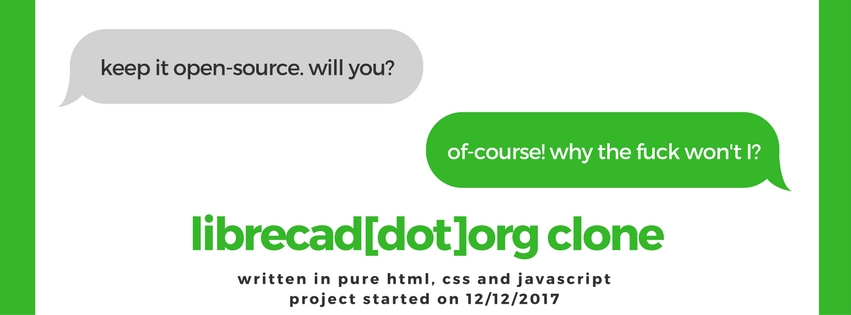 keep it open-source. will you?
of-course! why the fuck won't I?
librecad[dot]org clone
written in pure html, css and javascript
project started on 12/12/2017